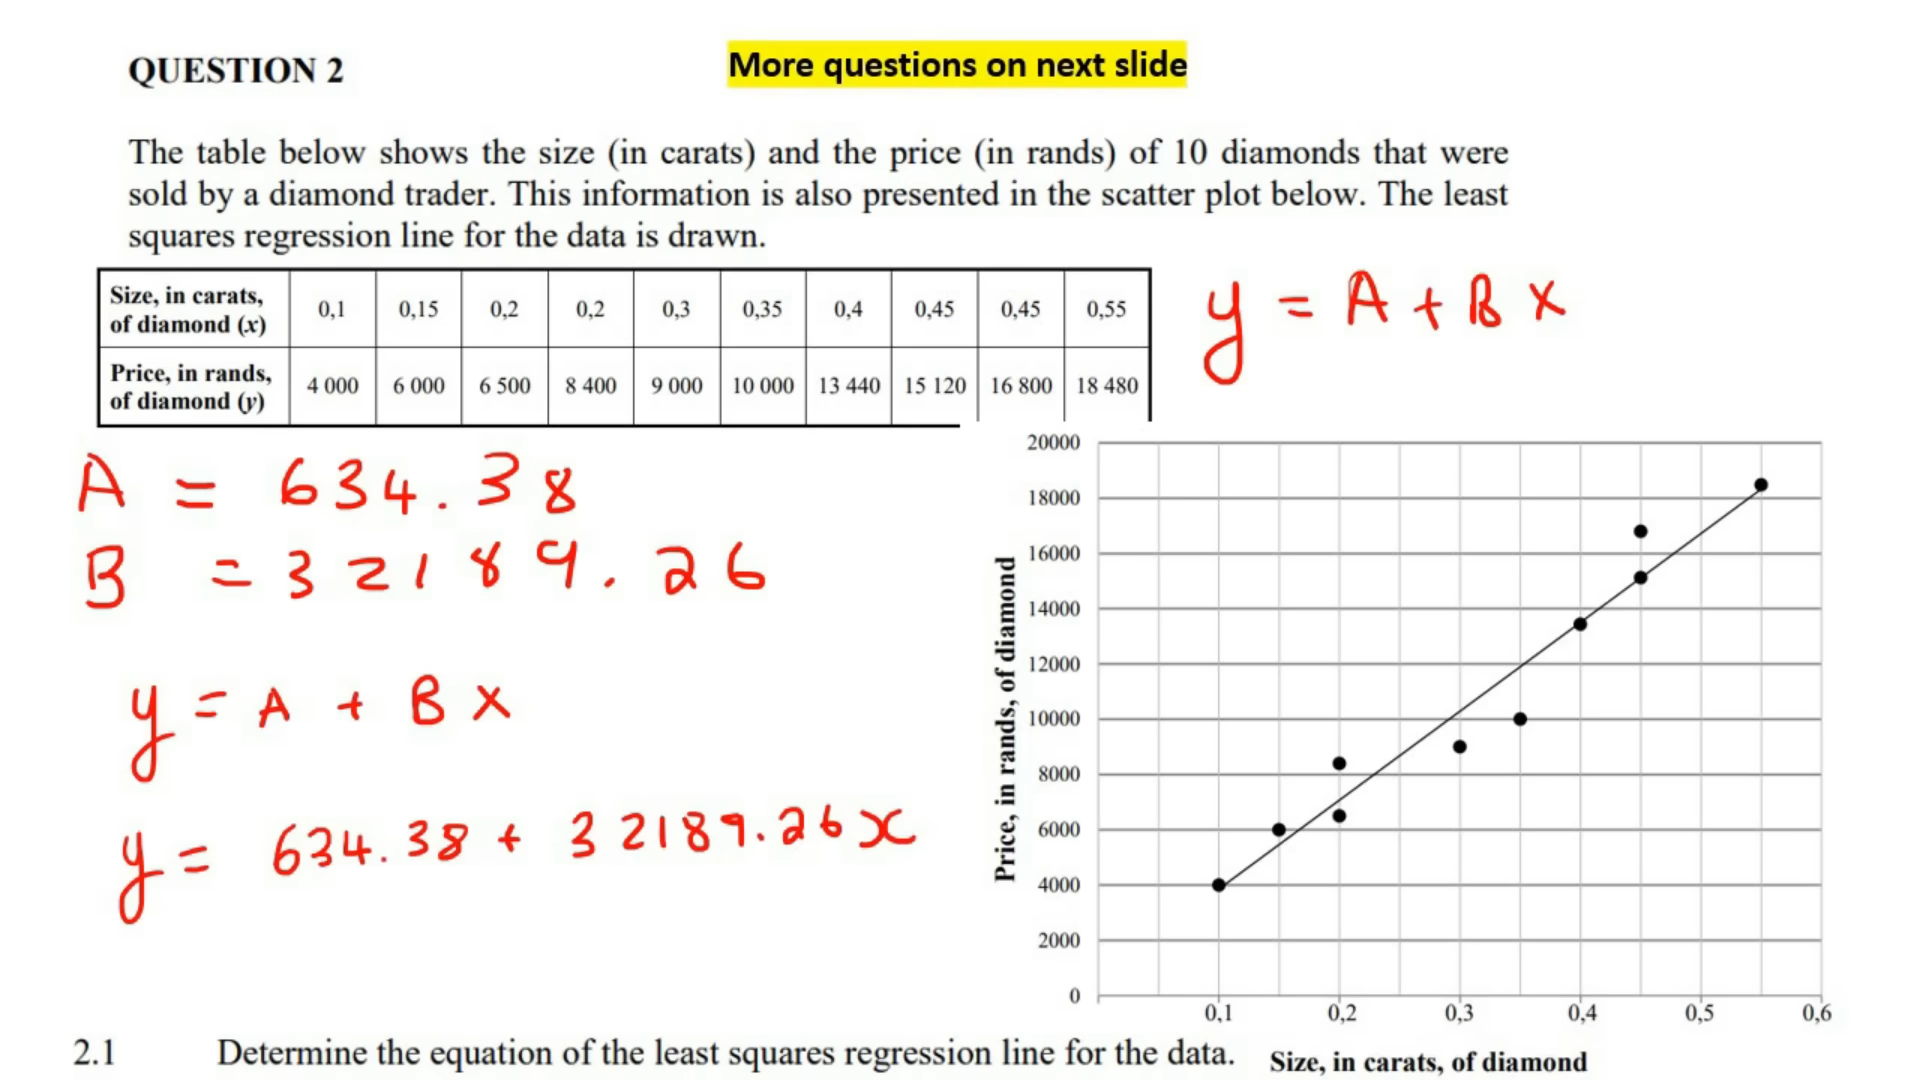 QUESTION 2
More questions on next slide
The table below shows the size (in carats) and the price (in rands) of 10 diamonds that were
sold by a diamond trader. This information is also presented in the scatter plot below. The least
squares regression line for the data is drawn.
Size, in carats, of diamond (x) 0,1 0,15 0,2 0,2 0,3 0,35 0,4 0,45 0,45 0,55
Price, in rands, of diamond (y) 4 000 6 000 6 500 8 400 9 000 10 000 13 440 15 120 16 800 18 480
y = A + B x
A = 634.38
B = 32189.26
y = A + B x
y = 634.38 + 32189.26x
Price, in rands, of diamond
20000
18000
16000
14000
12000
10000
8000
6000
4000
2000
0
0,1 0,2 0,3 0,4 0,5 0,6
Size, in carats, of diamond
2.1 Determine the equation of the least squares regression line for the data.